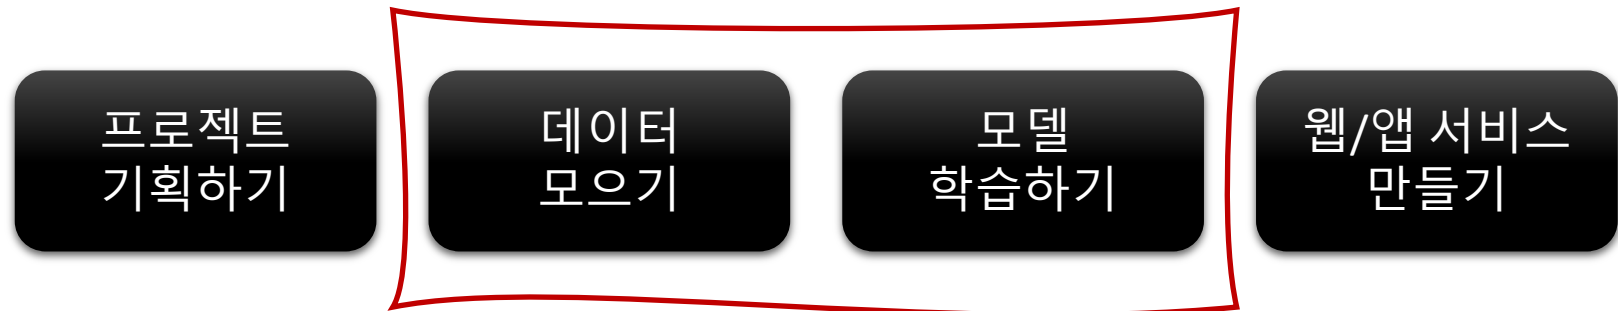 프로젝트
기획하기
데이터
모으기
모델
학습하기
웹/앱 서비스
만들기